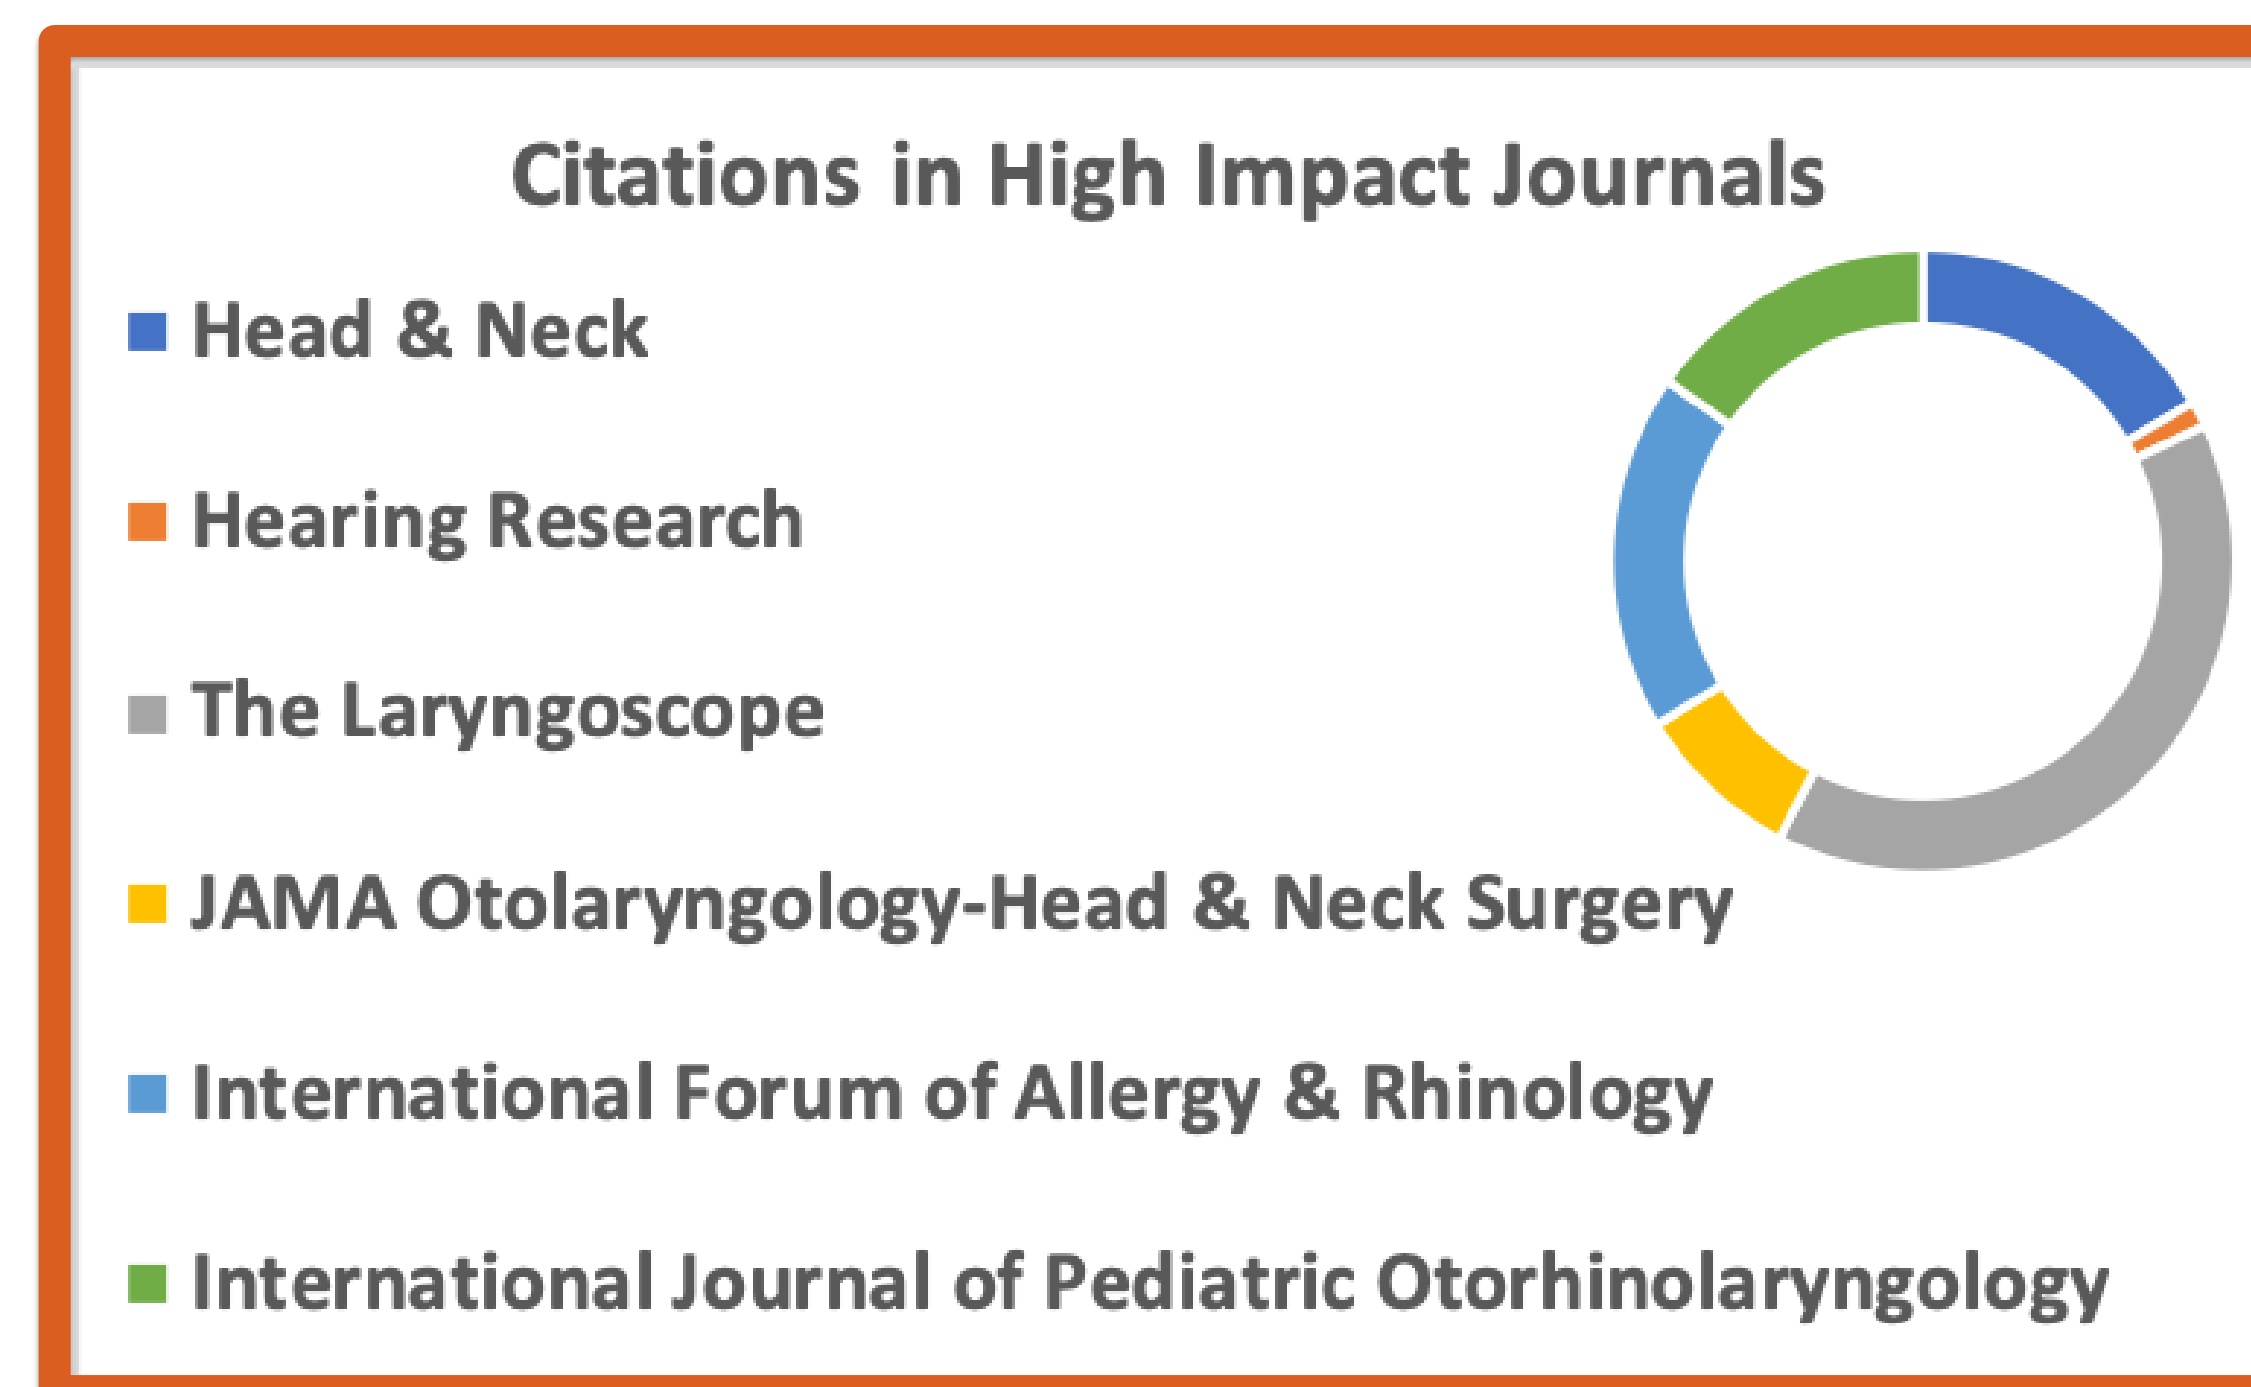 Citations in High Impact Journals
Head & Neck
Hearing Research
The Laryngoscope
JAMA Otolaryngology-Head & Neck Surgery
International Forum of Allergy & Rhinology
International Journal of Pediatric Otorhinolaryngology